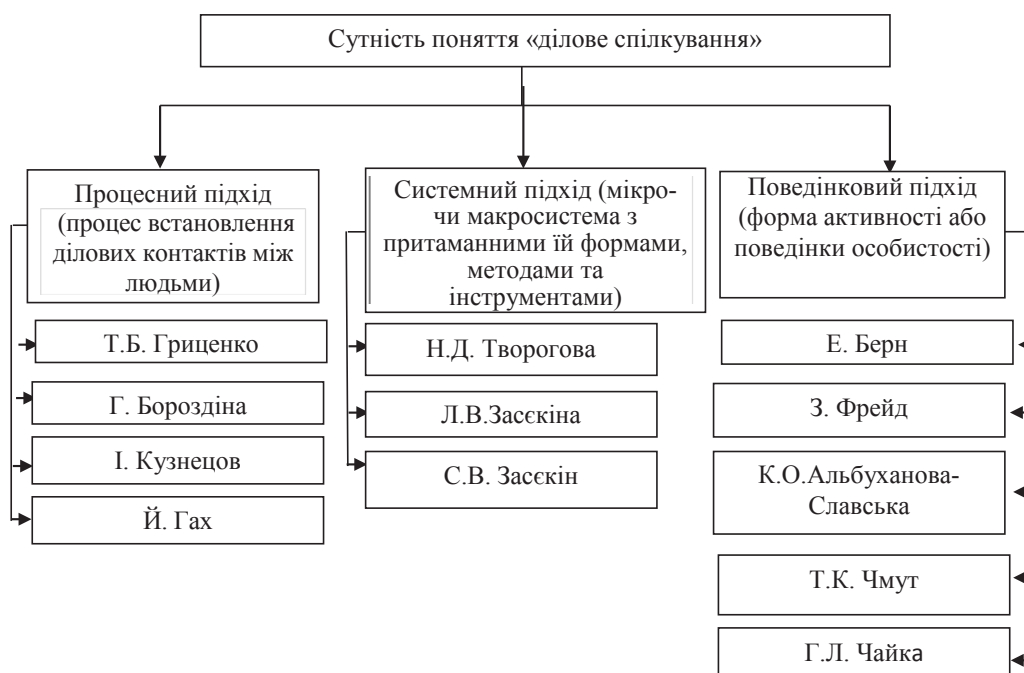 Сутність поняття «ділове спілкування»
Процесний підхід
(процес встановлення
ділових контактів між
людьми)
Т.Б. Гриценко
Г. Бороздіна
І. Кузнецов
Й. Гах
Системний підхід (мікро-
чи макросистема з
притаманними їй формами,
методами та
інструментами)
Н.Д. Творогова
Л.В.Засєкіна
С.В. Засєкін
Поведінковий підхід
(форма активності або
поведінки особистості)
Е. Берн
З. Фрейд
К.О.Альбуханова-
Славська
Т.К. Чмут
Г.Л. Чайка